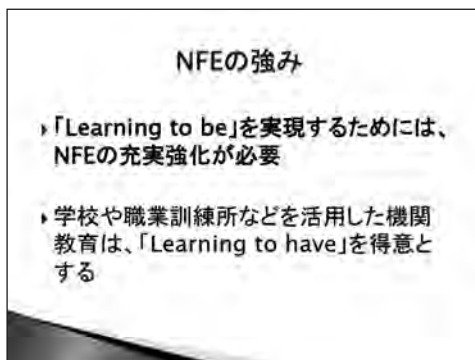 NFEの強み
「Learning to be」を実現するためには、
NFEの充実強化が必要
学校や職業訓練所などを活用した機関
教育は、「Learning to have」を得意と
する